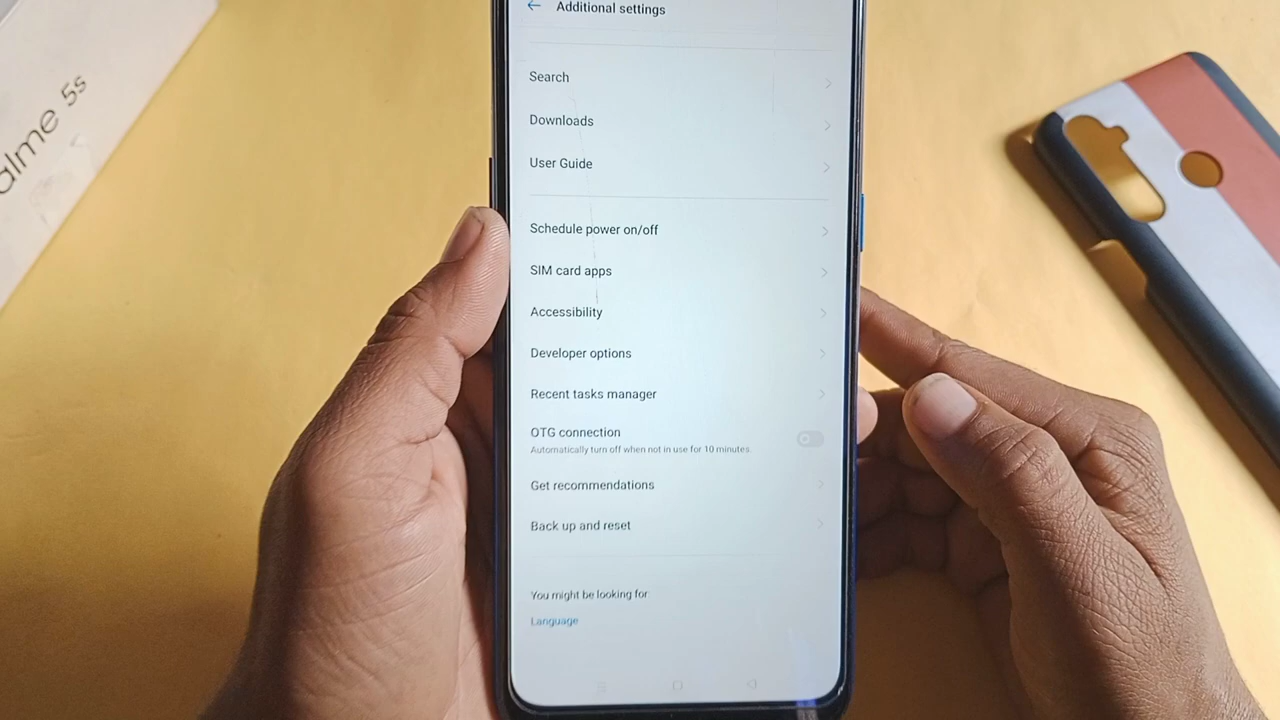 alme 5s
Additional settings
Search
Downloads
User Guide
Schedule power on/off
SIM card apps
Accessibility
Developer options
Recent tasks manager
OTG connection
Automatically turn off when not in use for 10 minutes.
Get recommendations
Back up and reset
You might be looking for:
Language